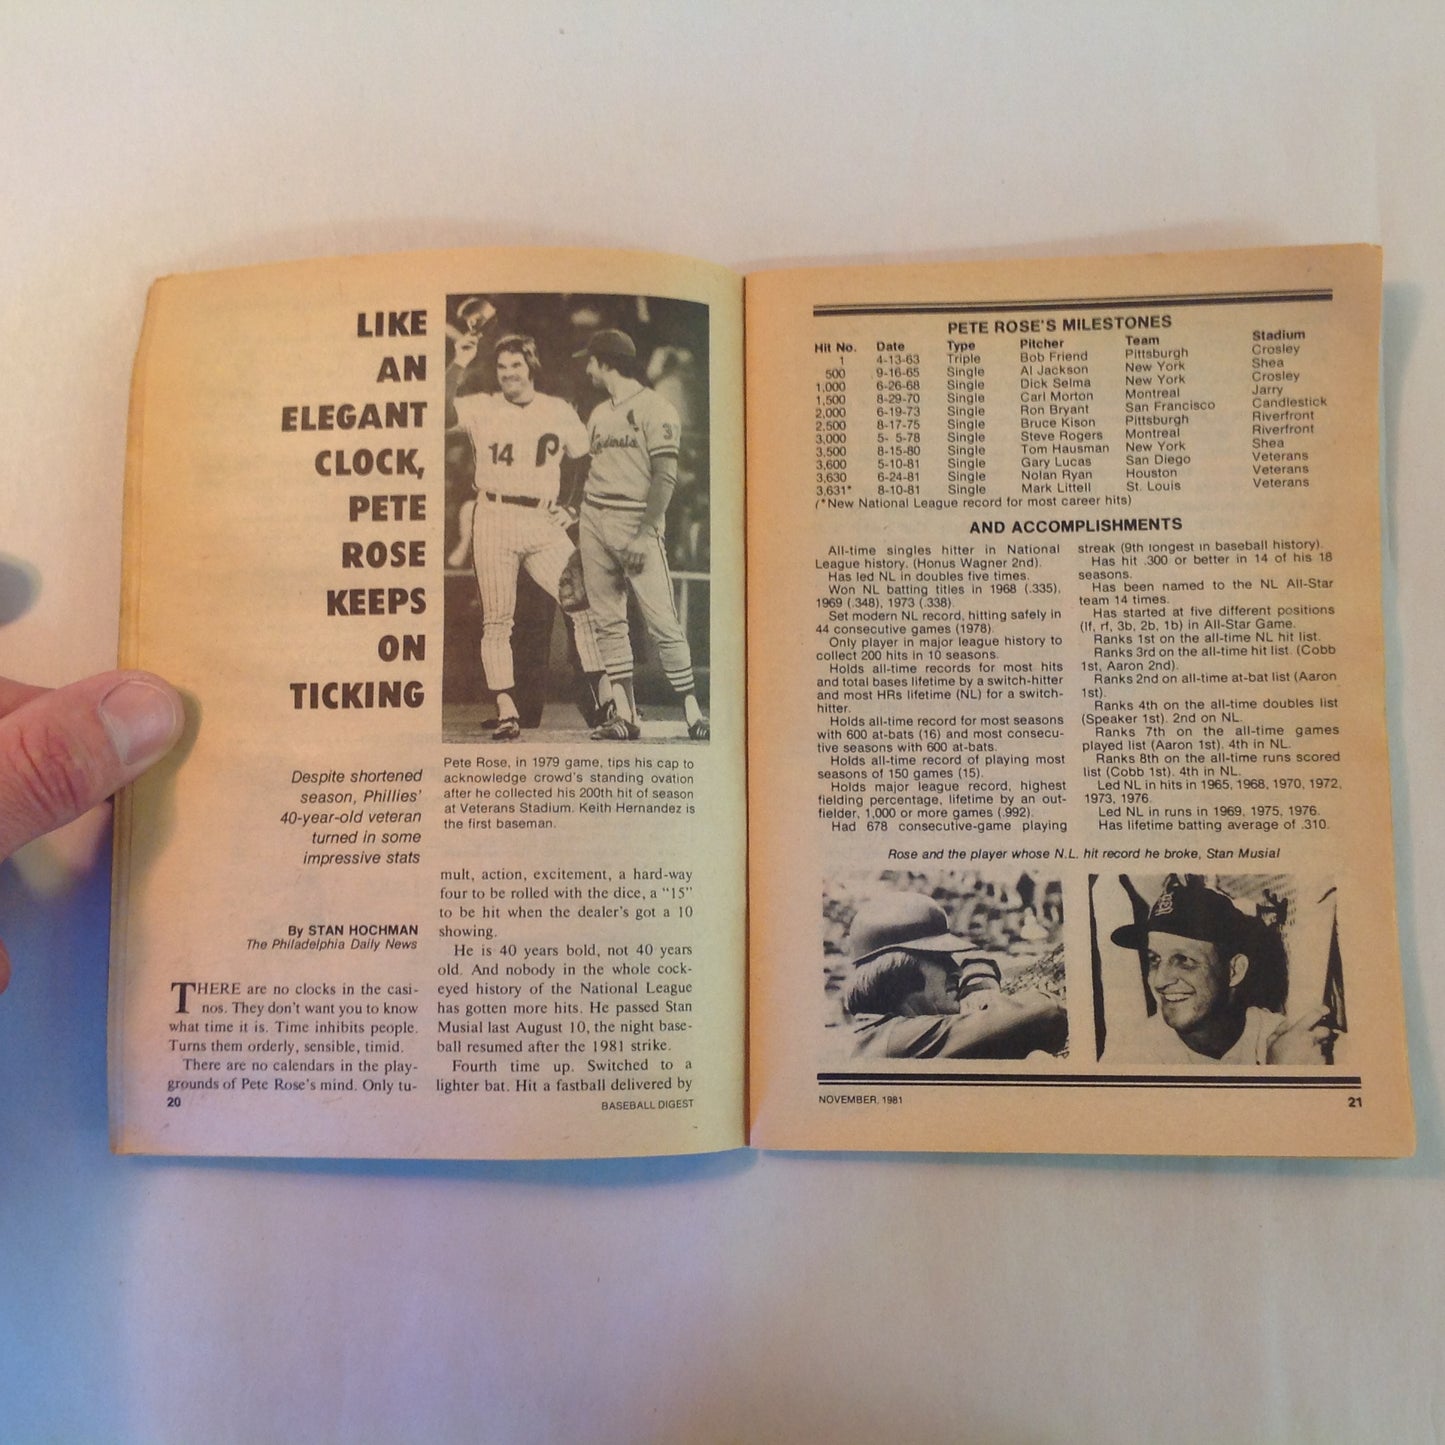 LIKE
AN
ELEGANT
CLOCK,
PETE
ROSE
KEEPS
ON
TICKING
Despite shortened
season, Phillies'
40-year-old veteran
turned in some
impressive stats
By STAN HOCHMAN
The Philadelphia Daily News
THERE are no clocks in the casi-
nos. They don't want you to know
what time it is. Time inhibits people.
Turns them orderly, sensible, timid.
There are no calendars in the play-
grounds of Pete Rose's mind. Only tu-
20
14 P
Cardinals
3
Pete Rose, in 1979 game, tips his cap to
acknowledge crowd's standing ovation
after he collected his 200th hit of season
at Veterans Stadium. Keith Hernandez is
the first baseman.
mult, action, excitement, a hard-way
four to be rolled with the dice, a "15"
to be hit when the dealer's got a 10
showing.
He is 40 years bold, not 40 years
old. And nobody in the whole cock-
eyed history of the National League
has gotten more hits. He passed Stan
Musial last August 10, the night base-
ball resumed after the 1981 strike.
Fourth time up. Switched to a
lighter bat. Hit a fastball delivered by
BASEBALL DIGEST
PETE ROSE'S MILESTONES
Hit No. Date Type Pitcher Team Stadium
1 4-13-63 Triple Bob Friend Pittsburgh Crosley
500 9-16-65 Single Al Jackson New York Shea
1,000 6-26-68 Single Dick Selma New York Crosley
1,500 8-29-70 Single Carl Morton Montreal Jarry
2,000 6-19-73 Single Ron Bryant San Francisco Candlestick
2,500 8-17-75 Single Bruce Kison Pittsburgh Riverfront
3,000 5- 5-78 Single Steve Rogers Montreal Riverfront
3,500 8-15-80 Single Tom Hausman New York Shea
3,600 5-10-81 Single Gary Lucas San Diego Veterans
3,630 6-24-81 Single Nolan Ryan Houston Veterans
3,631* 8-10-81 Single Mark Littell St. Louis Veterans
(*New National League record for most career hits)
AND ACCOMPLISHMENTS
All-time singles hitter in National
League history. (Honus Wagner 2nd).
Has led NL in doubles five times.
Won NL batting titles in 1968 (.335),
1969 (.348), 1973 (.338).
Set modern NL record, hitting safely in
44 consecutive games (1978).
Only player in major league history to
collect 200 hits in 10 seasons.
Holds all-time records for most hits
and total bases lifetime by a switch-hitter
and most HRs lifetime (NL) for a switch-
hitter.
Holds all-time record for most seasons
with 600 at-bats (16) and most consecu-
tive seasons with 600 at-bats.
Holds all-time record of playing most
seasons of 150 games (15).
Holds major league record, highest
fielding percentage, lifetime by an out-
fielder, 1,000 or more games (.992).
Had 678 consecutive-game playing
streak (9th longest in baseball history).
Has hit .300 or better in 14 of his 18
seasons.
Has been named to the NL All-Star
team 14 times.
Has started at five different positions
(lf, rf, 3b, 2b, 1b) in All-Star Game.
Ranks 1st on the all-time NL hit list.
Ranks 3rd on the all-time hit list. (Cobb
1st, Aaron 2nd).
Ranks 2nd on all-time at-bat list (Aaron
1st).
Ranks 4th on the all-time doubles list
(Speaker 1st). 2nd on NL.
Ranks 7th on the all-time games
played list (Aaron 1st). 4th in NL.
Ranks 8th on the all-time runs scored
list (Cobb 1st). 4th in NL.
Led NL in hits in 1965, 1968, 1970, 1972,
1973, 1976.
Led NL in runs in 1969, 1975, 1976.
Has lifetime batting average of .310.
Rose and the player whose N.L. hit record he broke, Stan Musial
NOVEMBER, 1981
21